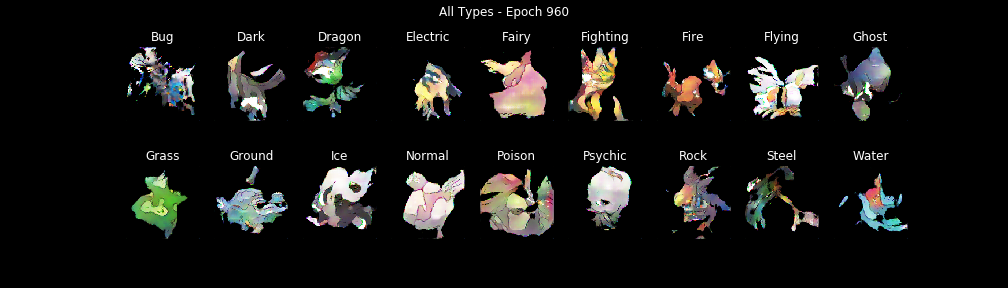 All Types - Epoch 960
Bug Dark Dragon Electric Fairy Fighting Fire Flying Ghost
Grass Ground Ice Normal Poison Psychic Rock Steel Water